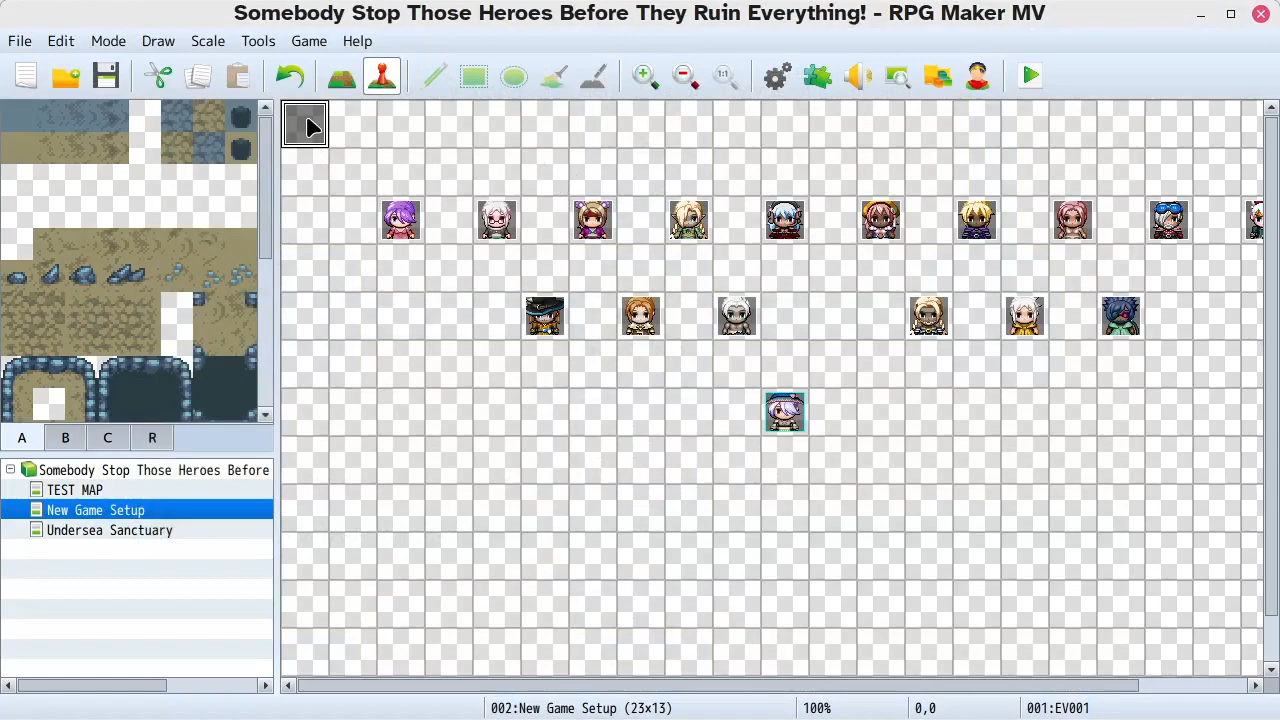 Somebody Stop Those Heroes Before They Ruin Everything! - RPG Maker MV
File Edit Mode Draw Scale Tools Game Help
1:1
A B C R
Somebody Stop Those Heroes Before
TEST MAP
New Game Setup
Undersea Sanctuary
002:New Game Setup (23x13) 100% 0,0 001:EV001